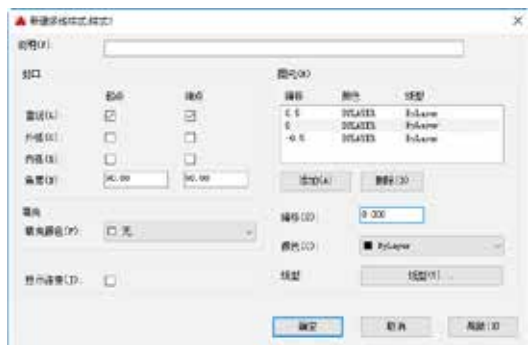 新建多线样式:样式1
说明(P):
封口
起点 端点
直线(L):
外弧(O):
内弧(R):
角度(N): 90.00 90.00
填充
填充颜色(F): 无
显示连接(J):
图元(E)
偏移 颜色 线型
0.5 BYLAYER ByLayer
0 BYLAYER ByLayer
-0.5 BYLAYER ByLayer
添加(A) 删除(D)
偏移(S): 0.000
颜色(C): ByLayer
线型 线型(Y)...
确定 取消 帮助(H)